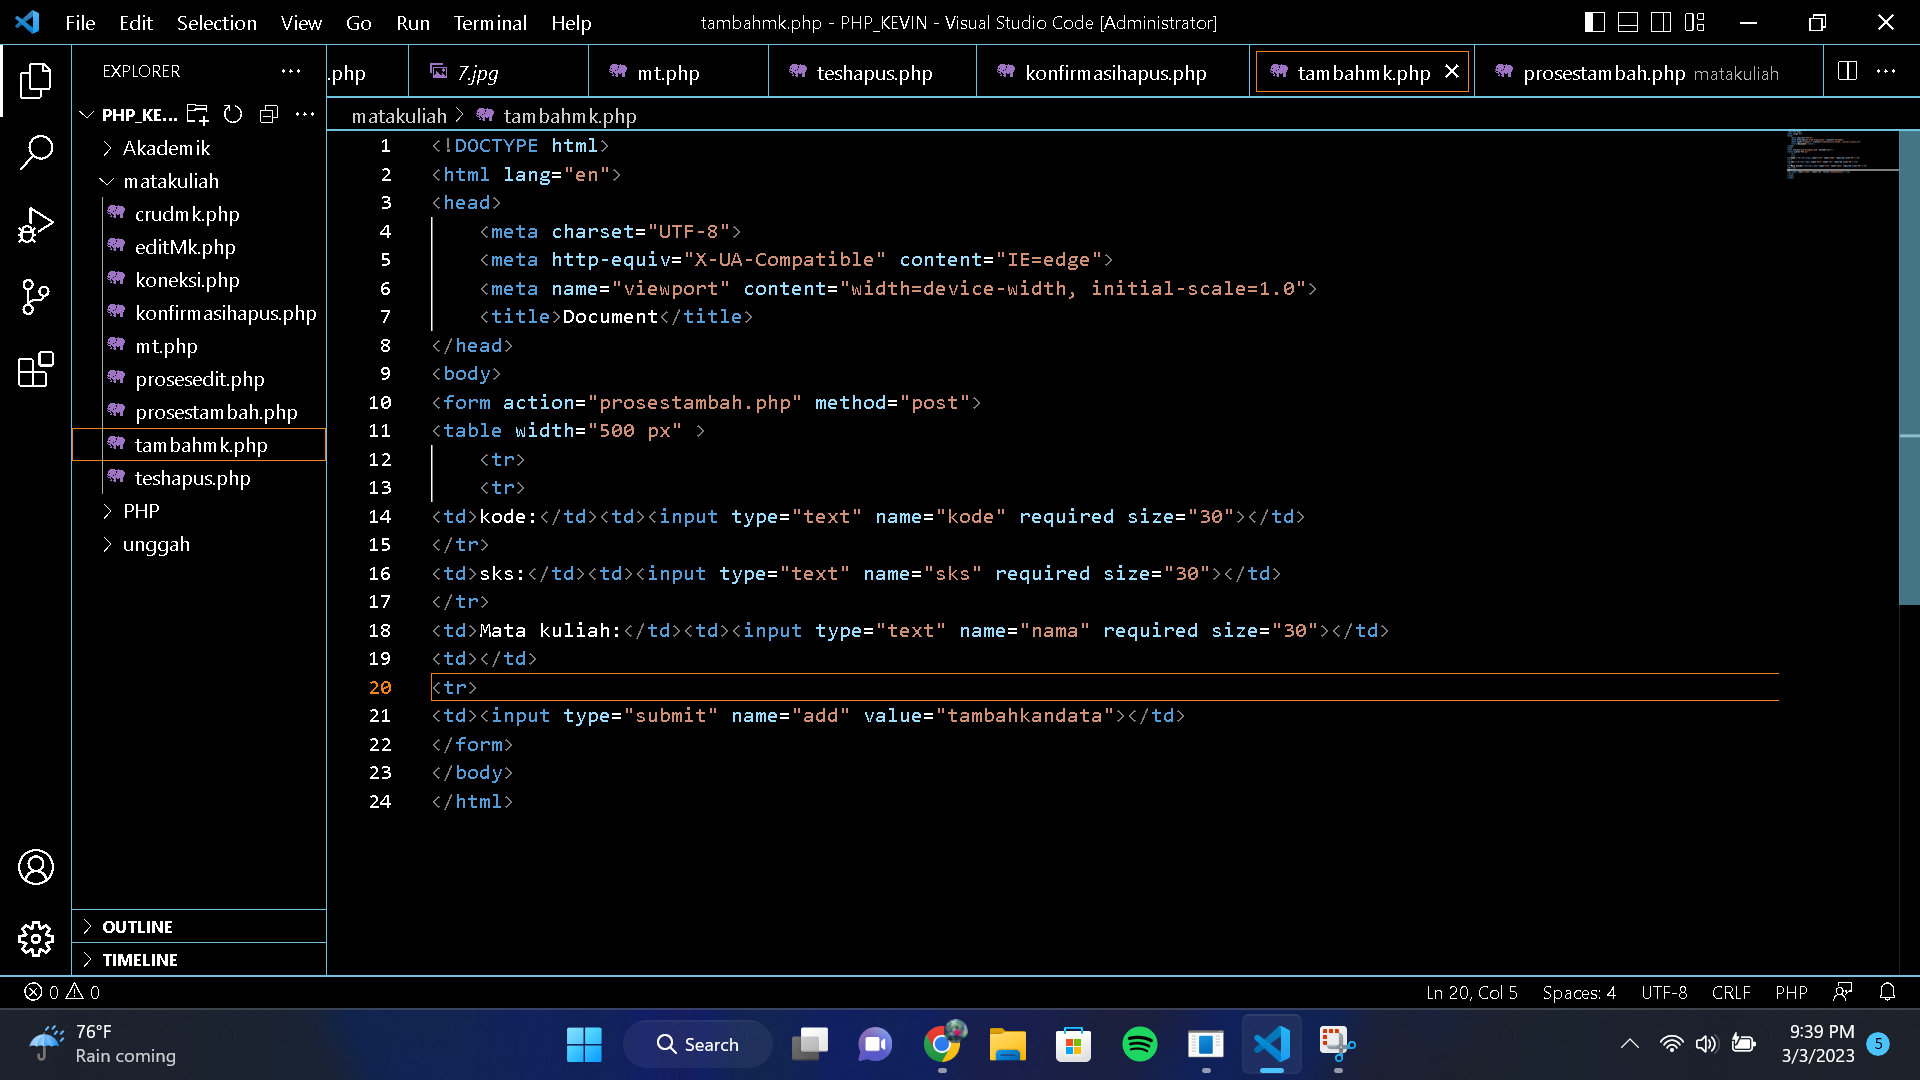 File Edit Selection View Go Run Terminal Help
tambahmk.php - PHP_KEVIN - Visual Studio Code [Administrator]
EXPLORER
.php
7.jpg
mt.php
teshapus.php
konfirmasihapus.php
tambahmk.php
prosestambah.php matakuliah
PHP_KE...
matakuliah > tambahmk.php
Akademik
matakuliah
crudmk.php
editMk.php
koneksi.php
konfirmasihapus.php
mt.php
prosesedit.php
prosestambah.php
tambahmk.php
teshapus.php
PHP
unggah
OUTLINE
TIMELINE
1 <!DOCTYPE html>
2 <html lang="en">
3 <head>
4     <meta charset="UTF-8">
5     <meta http-equiv="X-UA-Compatible" content="IE=edge">
6     <meta name="viewport" content="width=device-width, initial-scale=1.0">
7     <title>Document</title>
8 </head>
9 <body>
10 <form action="prosestambah.php" method="post">
11 <table width="500 px" >
12     <tr>
13     <tr>
14 <td>kode:</td><td><input type="text" name="kode" required size="30"></td>
15 </tr>
16 <td>sks:</td><td><input type="text" name="sks" required size="30"></td>
17 </tr>
18 <td>Mata kuliah:</td><td><input type="text" name="nama" required size="30"></td>
19 <td></td>
20 <tr>
21 <td><input type="submit" name="add" value="tambahkandata"></td>
22 </form>
23 </body>
24 </html>
0 0
Ln 20, Col 5 Spaces: 4 UTF-8 CRLF PHP
76°F
Rain coming
Search
9:39 PM
3/3/2023
5